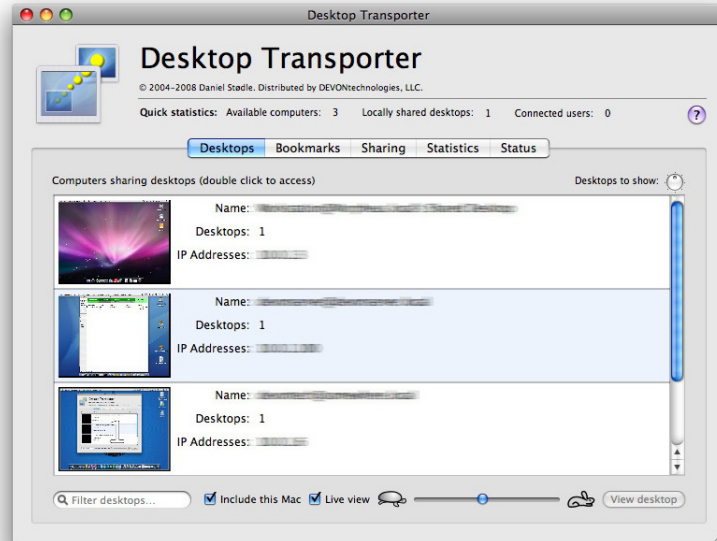 Desktop Transporter
Desktop Transporter
© 2004-2008 Daniel Stødle. Distributed by DEVONtechnologies, LLC.
Quick statistics: Available computers: 3 Locally shared desktops: 1 Connected users: 0 ?
Desktops Bookmarks Sharing Statistics Status
Computers sharing desktops (double click to access) Desktops to show:
Name:
Desktops: 1
IP Addresses:
Name:
Desktops: 1
IP Addresses:
Name:
Desktops: 1
IP Addresses:
Filter desktops... Include this Mac Live view View desktop